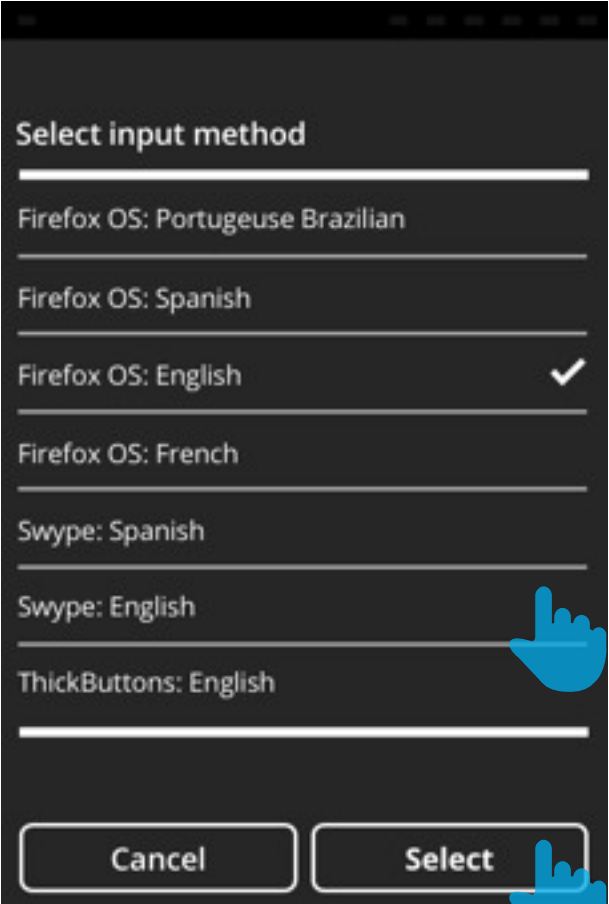 Select input method
Firefox OS: Portugeuse Brazilian
Firefox OS: Spanish
Firefox OS: English
Firefox OS: French
Swype: Spanish
Swype: English
ThickButtons: English
Cancel
Select